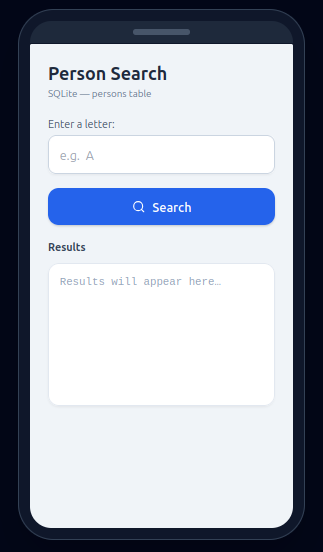 Person Search
SQLite — persons table
Enter a letter:
e.g. A
Search
Results
Results will appear here…